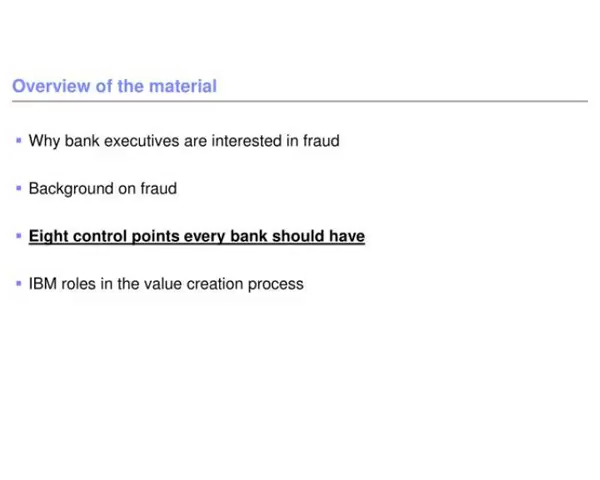 Overview of the material
Why bank executives are interested in fraud
Background on fraud
Eight control points every bank should have
IBM roles in the value creation process